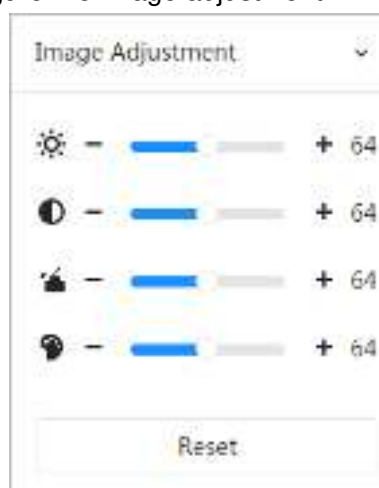 Image Adjustment
- + 64
- + 64
- + 64
- + 64
Reset